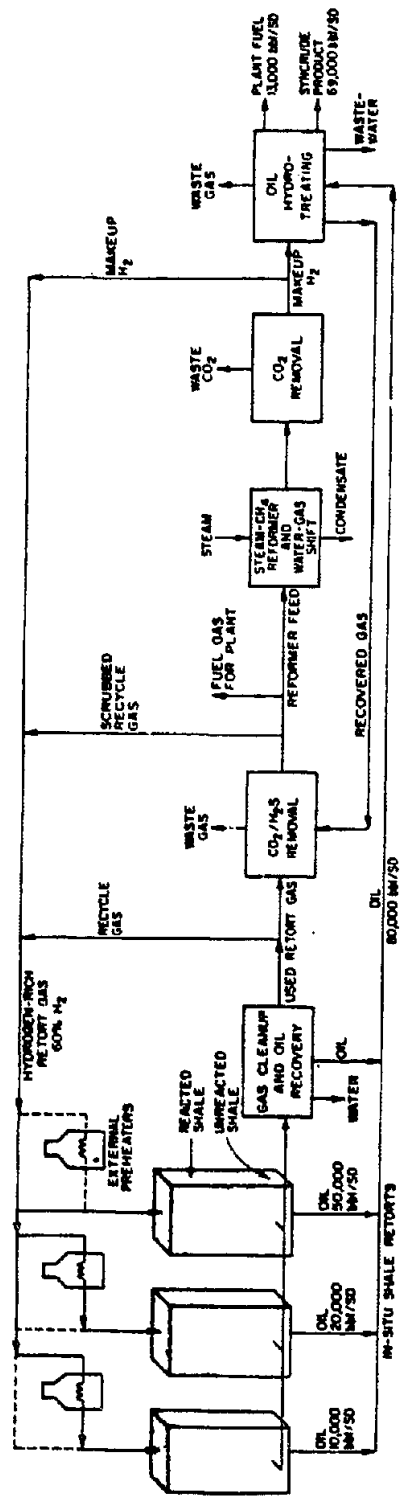 HYDROGEN-RICH
RETORT GAS
60% H₂
EXTERNAL
PREHEATERS
REACTED
SHALE
UNREACTED
SHALE
OIL
10,000
bbl/SD
OIL
20,000
bbl/SD
OIL
50,000
bbl/SD
IN-SITU SHALE RETORTS
GAS CLEANUP
AND OIL
RECOVERY
WATER
OIL
RECYCLE
GAS
USED RETORT GAS
WASTE
GAS
CO₂/H₂S
REMOVAL
SCRUBBED
RECYCLE
GAS
FUEL GAS
FOR PLANT
REFORMER FEED
STEAM
STEAM-CH₄
REFORMER
AND
WATER-GAS
SHIFT
CONDENSATE
WASTE
CO₂
CO₂
REMOVAL
MAKEUP
H₂
MAKEUP
H₂
WASTE
GAS
OIL
HYDRO-
TREATING
PLANT FUEL
13,000 bbl/SD
SYNCRUDE
PRODUCT
69,000 bbl/SD
WASTE-
WATER
RECOVERED GAS
OIL
80,000 bbl/SD